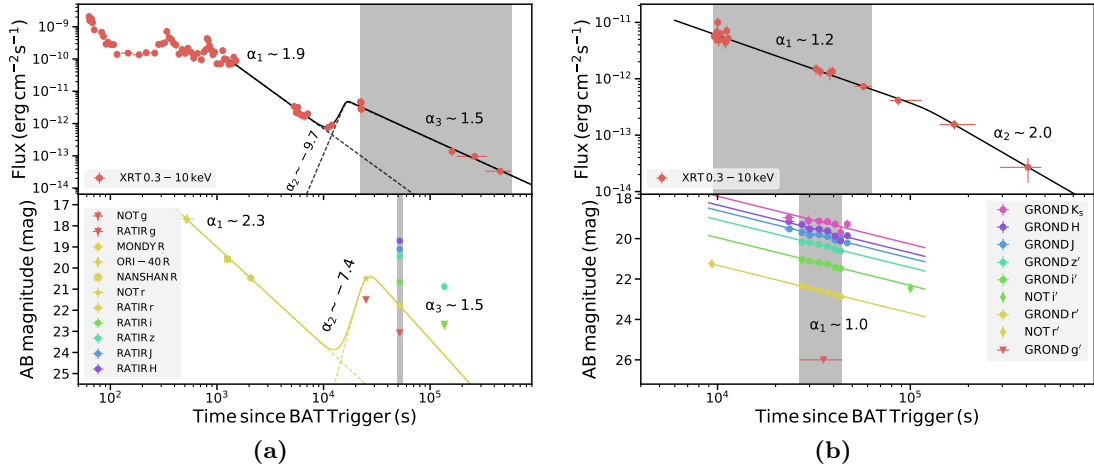 10⁻⁹
10⁻¹⁰
10⁻¹¹
10⁻¹²
10⁻¹³
10⁻¹⁴
Flux (erg cm⁻²s⁻¹)
α₁ ∼ 1.9
α₂ ∼ −9.7
α₃ ∼ 1.5
XRT 0.3 − 10 keV
17
18
19
20
21
22
23
24
25
AB magnitude (mag)
NOT g
RATIR g
MONDY R
ORI−40 R
NANSHAN R
NOT r
RATIR r
RATIR i
RATIR z
RATIR J
RATIR H
α₁ ∼ 2.3
α₂ ∼ −7.4
α₃ ∼ 1.5
10² 10³ 10⁴ 10⁵
Time since BAT Trigger (s)
(a)
10⁻¹¹
10⁻¹²
10⁻¹³
10⁻¹⁴
Flux (erg cm⁻²s⁻¹)
α₁ ∼ 1.2
α₂ ∼ 2.0
XRT 0.3 − 10 keV
18
20
22
24
26
AB magnitude (mag)
α₁ ∼ 1.0
GROND Kₛ
GROND H
GROND J
GROND z′
GROND i′
NOT i′
GROND r′
NOT r′
GROND g′
10⁴ 10⁵
Time since BAT Trigger (s)
(b)